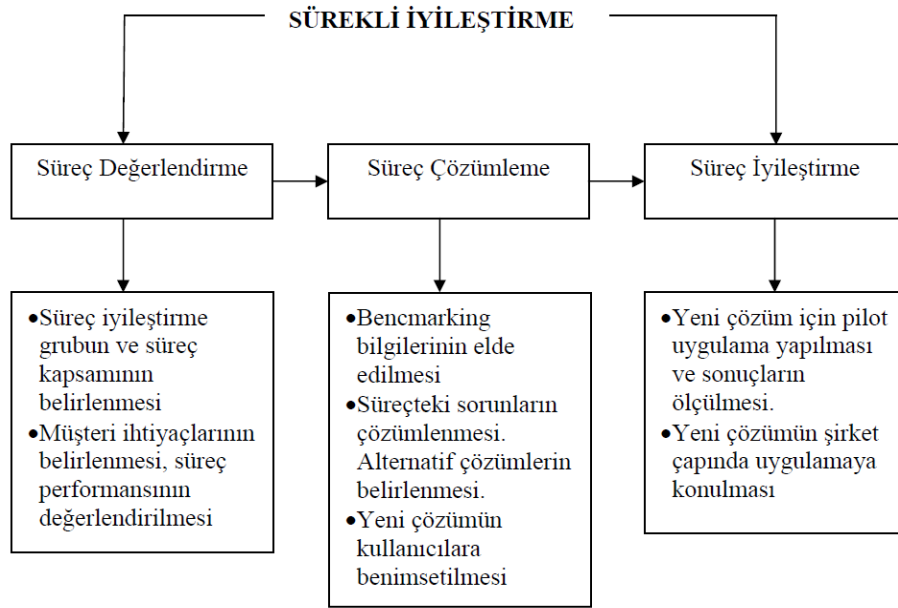 SÜREKLİ İYİLEŞTİRME
Süreç Değerlendirme
Süreç Çözümleme
Süreç İyileştirme
•Süreç iyileştirme
grubun ve süreç
kapsamının
belirlenmesi
•Müşteri ihtiyaçlarının
belirlenmesi, süreç
performansının
değerlendirilmesi
•Bencmarking
bilgilerinin elde
edilmesi
•Süreçteki sorunların
çözümlenmesi.
Alternatif çözümlerin
belirlenmesi.
•Yeni çözümün
kullanıcılara
benimsetilmesi
•Yeni çözüm için pilot
uygulama yapılması
ve sonuçların
ölçülmesi.
•Yeni çözümün şirket
çapında uygulamaya
konulması